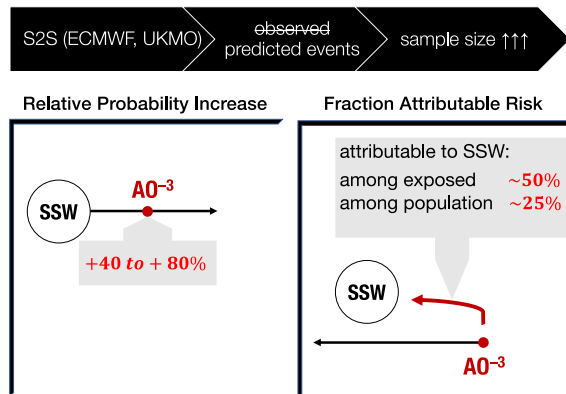 S2S (ECMWF, UKMO)
observed
predicted events
sample size ↑↑↑
Relative Probability Increase
SSW
AO⁻³
+40 to + 80%
Fraction Attributable Risk
attributable to SSW:
among exposed ~50%
among population ~25%
SSW
AO⁻³